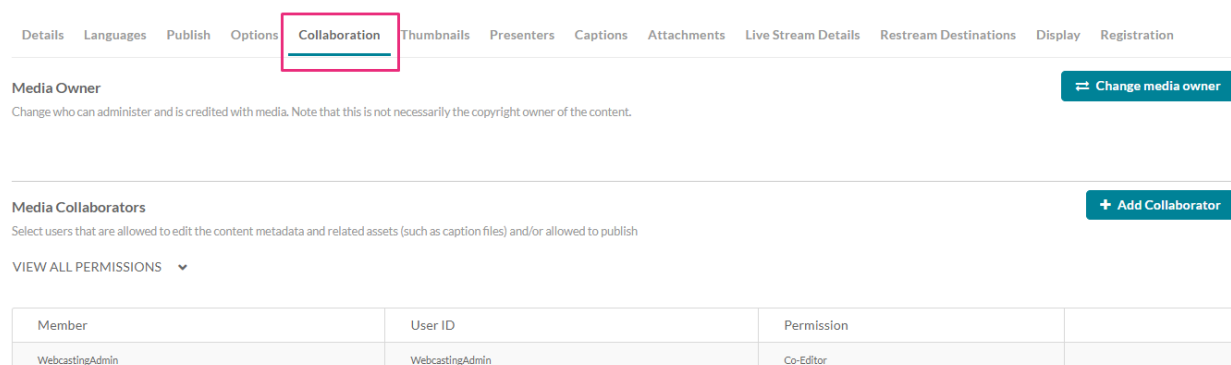 Details Languages Publish Options Collaboration Thumbnails Presenters Captions Attachments Live Stream Details Restream Destinations Display Registration
Media Owner
Change media owner
Change who can administer and is credited with media. Note that this is not necessarily the copyright owner of the content.
Media Collaborators
+ Add Collaborator
Select users that are allowed to edit the content metadata and related assets (such as caption files) and/or allowed to publish
VIEW ALL PERMISSIONS
Member User ID Permission
WebcastingAdmin WebcastingAdmin Co-Editor